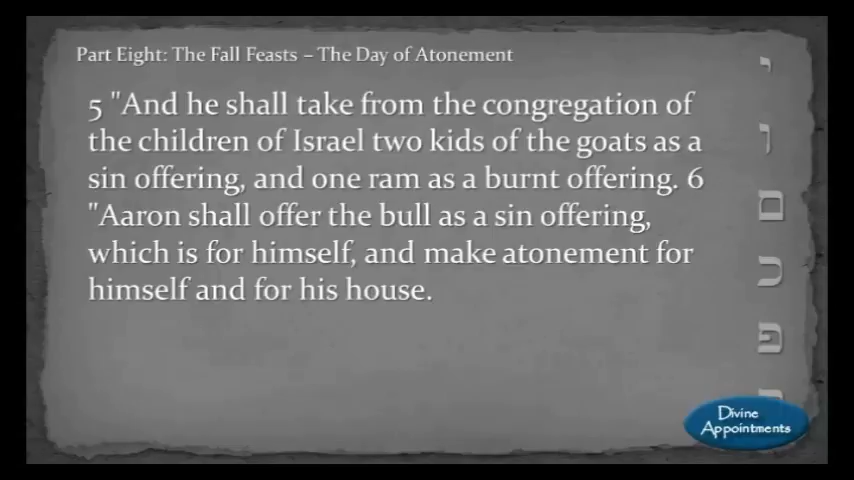 Part Eight: The Fall Feasts – The Day of Atonement
5 "And he shall take from the congregation of
the children of Israel two kids of the goats as a
sin offering, and one ram as a burnt offering. 6
"Aaron shall offer the bull as a sin offering,
which is for himself, and make atonement for
himself and for his house.
י
ו
ם
כ
פ
Divine
Appointments